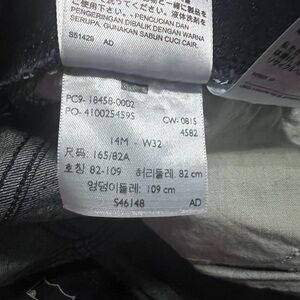 PENGERINGAN DIBALIK DENGAN WARNA
SERUPA. GUNAKAN SABUN CUCI CAIR.
S51429 AD
PC9-18458-0002
PO-4100254595 CW-0815
4582
14M - W32
尺码: 165/82A
호칭: 82-109 허리둘레: 82 cm
엉덩이둘레: 109 cm
S46148 AD